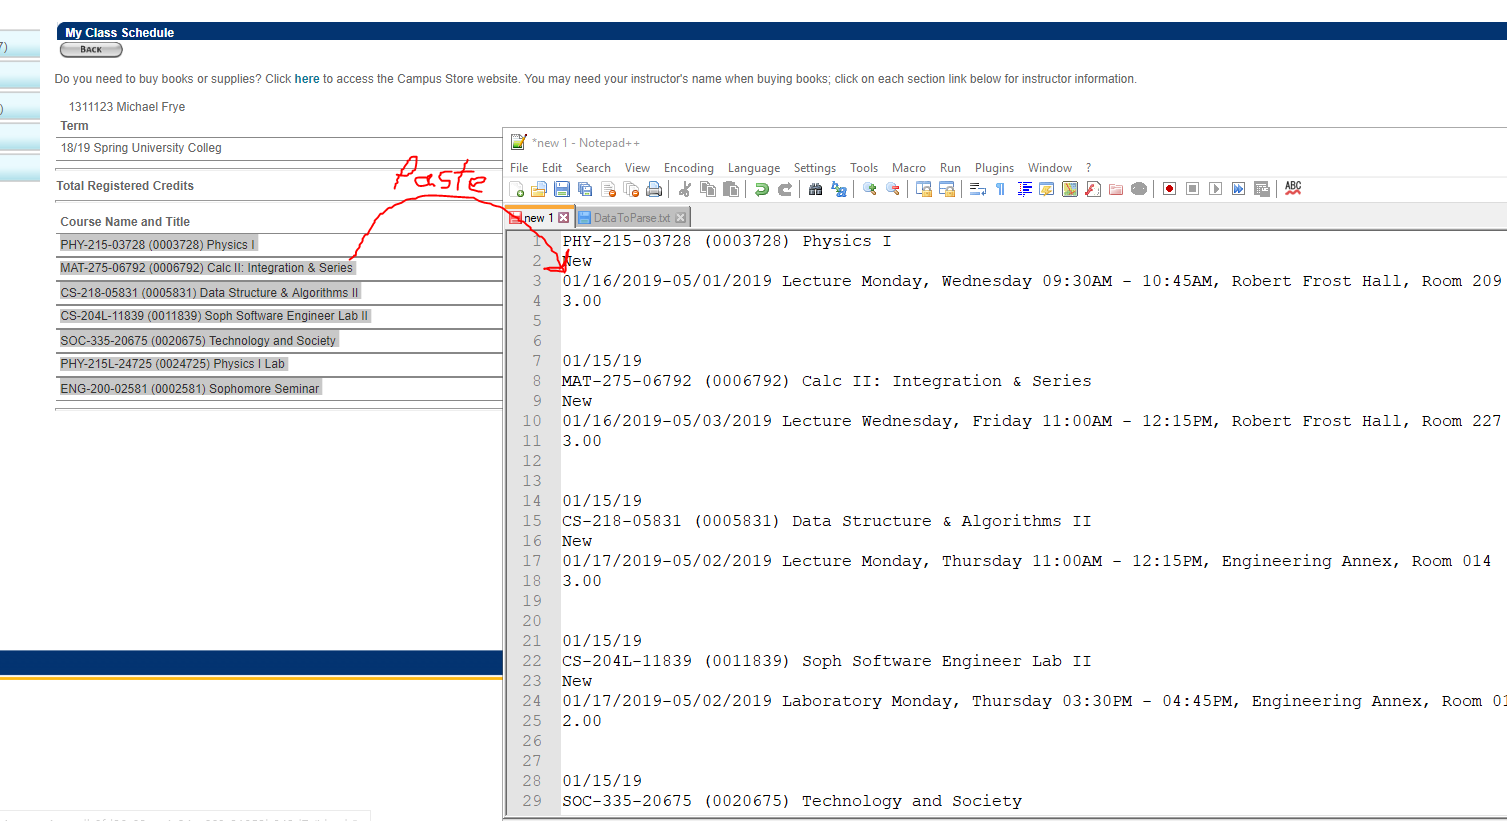 My Class Schedule
BACK
7)
)
Do you need to buy books or supplies? Click here to access the Campus Store website. You may need your instructor's name when buying books; click on each section link below for instructor information.
1311123 Michael Frye
Term
18/19 Spring University Colleg
Total Registered Credits
Course Name and Title
PHY-215-03728 (0003728) Physics I
MAT-275-06792 (0006792) Calc II: Integration & Series
CS-218-05831 (0005831) Data Structure & Algorithms II
CS-204L-11839 (0011839) Soph Software Engineer Lab II
SOC-335-20675 (0020675) Technology and Society
PHY-215L-24725 (0024725) Physics I Lab
ENG-200-02581 (0002581) Sophomore Seminar
Paste
*new 1 - Notepad++
File Edit Search View Encoding Language Settings Tools Macro Run Plugins Window ?
ABC
new 1 DataToParse.txt
1 PHY-215-03728 (0003728) Physics I
2 New
3 01/16/2019-05/01/2019 Lecture Monday, Wednesday 09:30AM - 10:45AM, Robert Frost Hall, Room 209
4 3.00
5
6
7 01/15/19
8 MAT-275-06792 (0006792) Calc II: Integration & Series
9 New
10 01/16/2019-05/03/2019 Lecture Wednesday, Friday 11:00AM - 12:15PM, Robert Frost Hall, Room 227
11 3.00
12
13
14 01/15/19
15 CS-218-05831 (0005831) Data Structure & Algorithms II
16 New
17 01/17/2019-05/02/2019 Lecture Monday, Thursday 11:00AM - 12:15PM, Engineering Annex, Room 014
18 3.00
19
20
21 01/15/19
22 CS-204L-11839 (0011839) Soph Software Engineer Lab II
23 New
24 01/17/2019-05/02/2019 Laboratory Monday, Thursday 03:30PM - 04:45PM, Engineering Annex, Room 01
25 2.00
26
27
28 01/15/19
29 SOC-335-20675 (0020675) Technology and Society